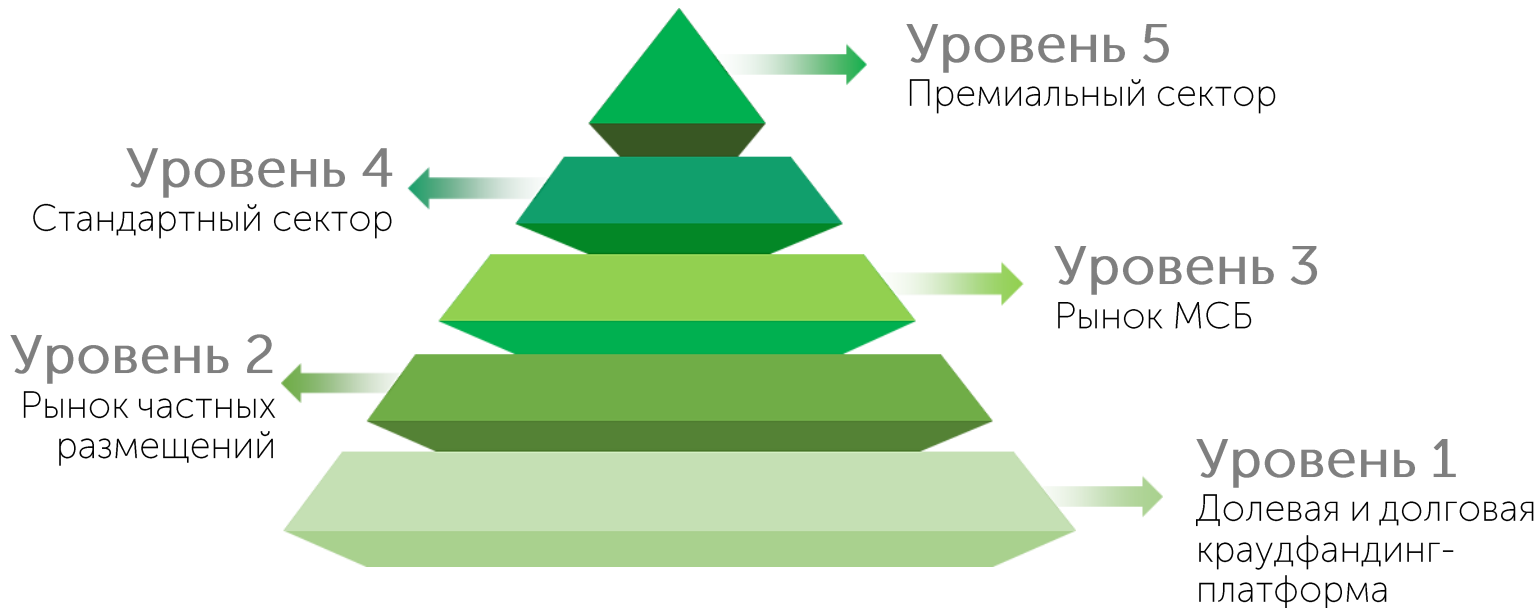 Уровень 5
Премиальный сектор
Уровень 4
Стандартный сектор
Уровень 3
Рынок МСБ
Уровень 2
Рынок частных
размещений
Уровень 1
Долевая и долговая
краудфандинг-
платформа